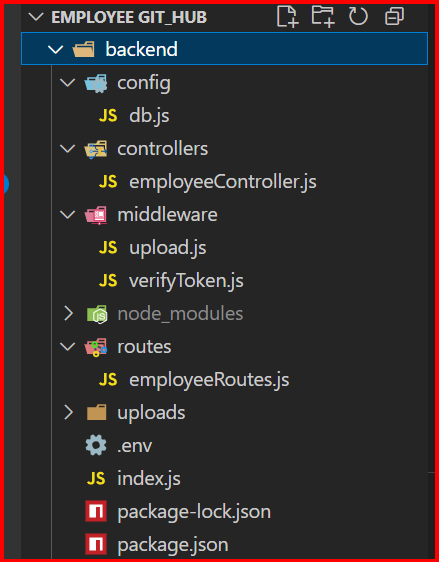 EMPLOYEE GIT_HUB
backend
config
JS db.js
controllers
JS employeeController.js
middleware
JS upload.js
JS verifyToken.js
node_modules
routes
JS employeeRoutes.js
uploads
.env
JS index.js
package-lock.json
package.json